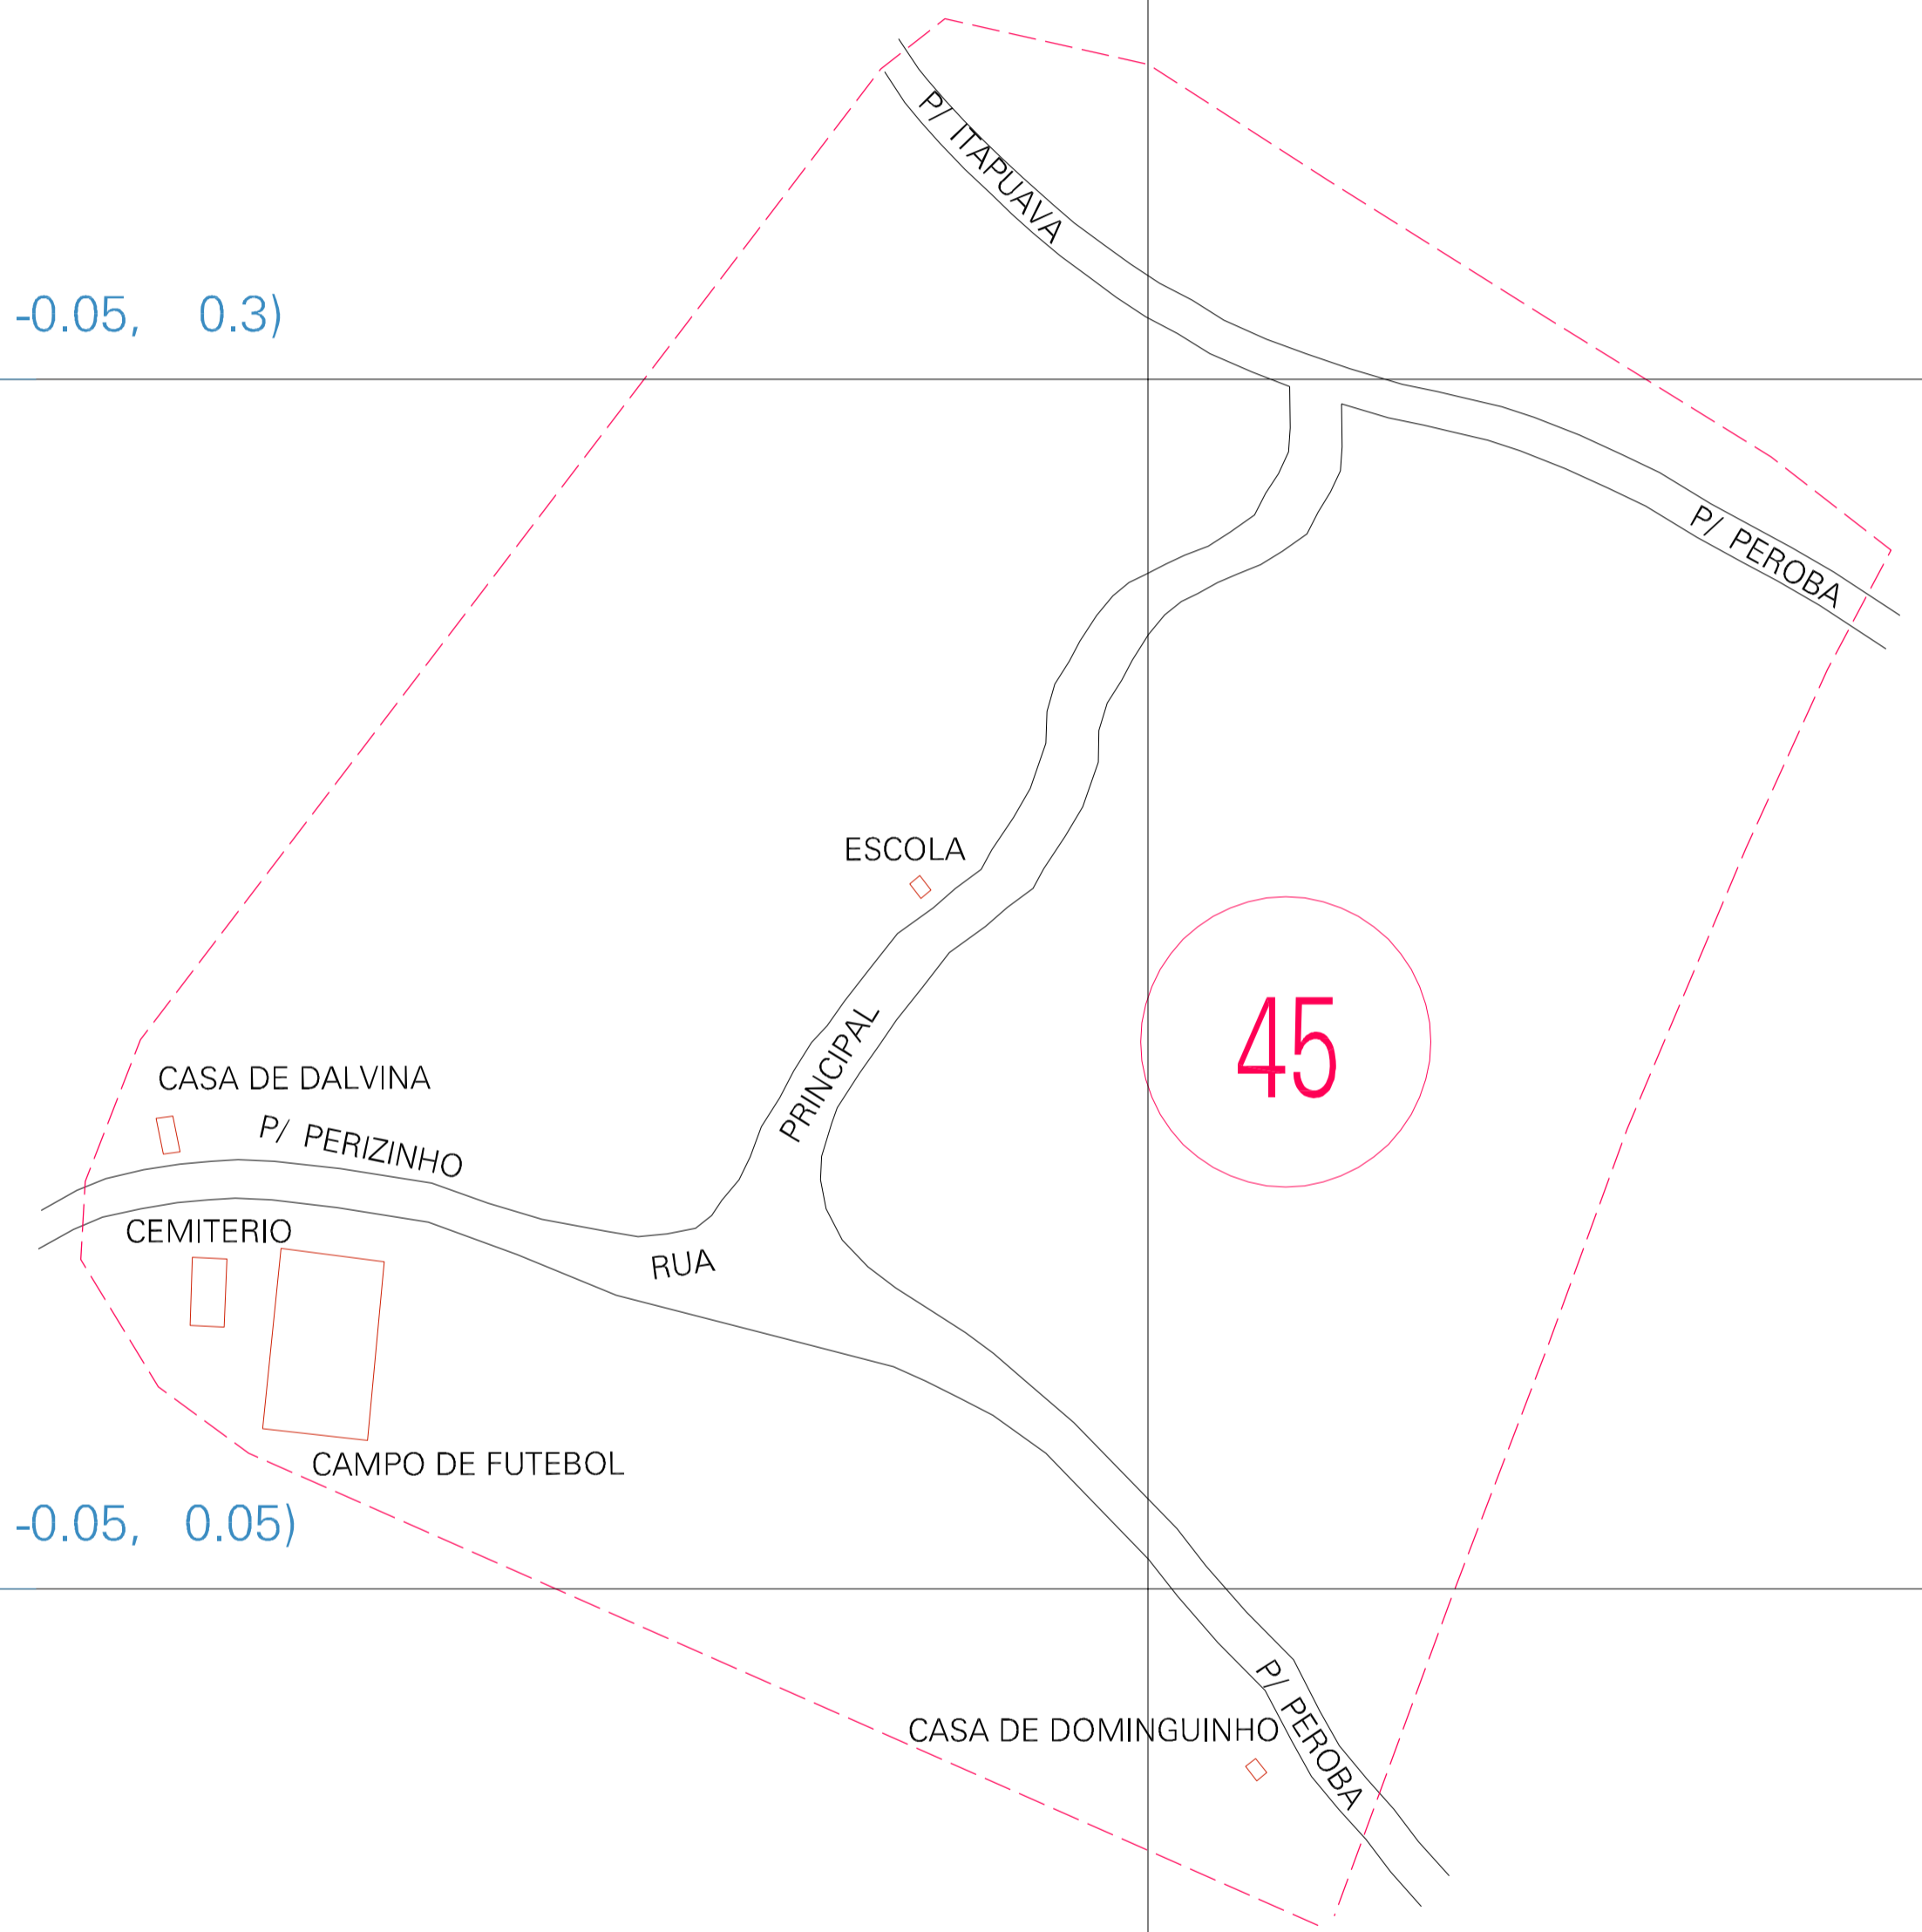 P/ ITAPUAVA
-0.05, 0.3)
P/ PEROBA
ESCOLA
45
PRINCIPAL
CASA DE DALVINA
P/ PERIZINHO
CEMITERIO
RUA
CAMPO DE FUTEBOL
-0.05, 0.05)
P/ PEROBA
CASA DE DOMINGUINHO